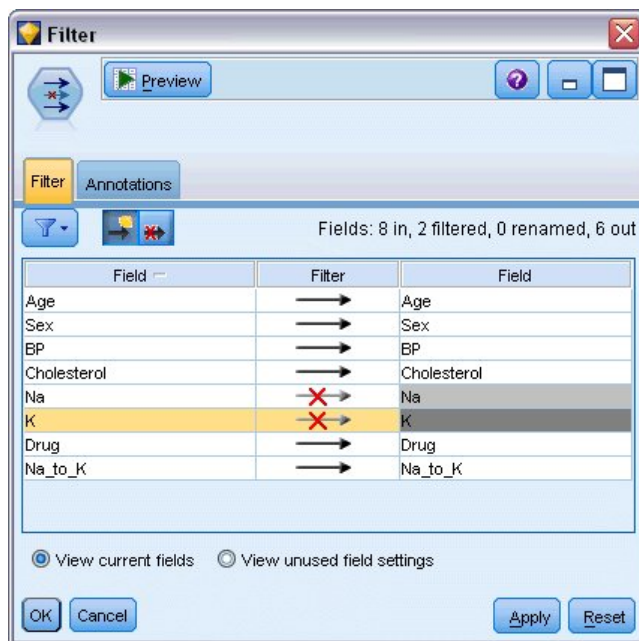 Filter
Preview
Filter Annotations
Fields: 8 in, 2 filtered, 0 renamed, 6 out
Field Filter Field
Age Age
Sex Sex
BP BP
Cholesterol Cholesterol
Na Na
K K
Drug Drug
Na_to_K Na_to_K
View current fields View unused field settings
OK Cancel Apply Reset